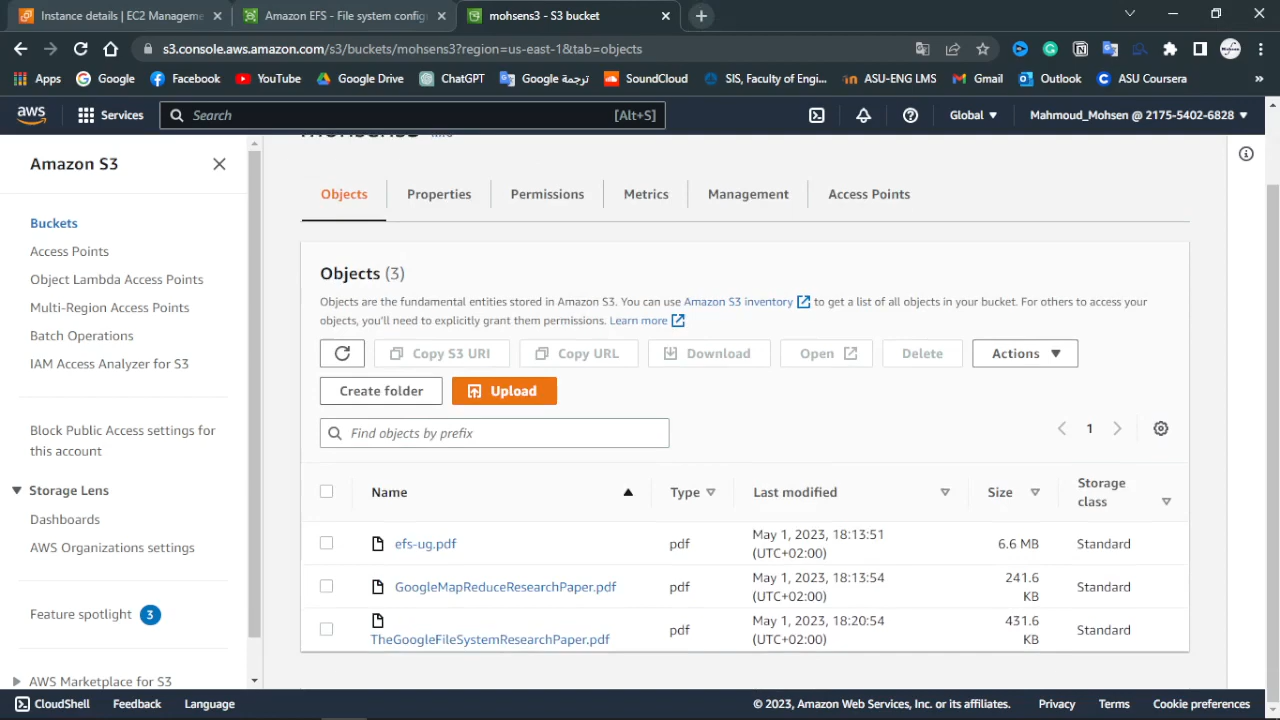 Instance details | EC2 Manageme
Amazon EFS - File system config
mohsens3 - S3 bucket
s3.console.aws.amazon.com/s3/buckets/mohsens3?region=us-east-1&tab=objects
Apps Google Facebook YouTube Google Drive ChatGPT ترجمة Google SoundCloud SIS, Faculty of Engi... ASU-ENG LMS Gmail Outlook ASU Coursera »
aws Services Search [Alt+S] Global Mahmoud_Mohsen @ 2175-5402-6828
Amazon S3
Buckets
Access Points
Object Lambda Access Points
Multi-Region Access Points
Batch Operations
IAM Access Analyzer for S3
Block Public Access settings for
this account
Storage Lens
Dashboards
AWS Organizations settings
Feature spotlight 3
AWS Marketplace for S3
mohsens3 Info
Objects Properties Permissions Metrics Management Access Points
Objects (3)
Objects are the fundamental entities stored in Amazon S3. You can use Amazon S3 inventory to get a list of all objects in your bucket. For others to access your
objects, you'll need to explicitly grant them permissions. Learn more
Copy S3 URI Copy URL Download Open Delete Actions
Create folder Upload
Find objects by prefix 1
Name Type Last modified Size Storage
class
efs-ug.pdf pdf May 1, 2023, 18:13:51
(UTC+02:00) 6.6 MB Standard
GoogleMapReduceResearchPaper.pdf pdf May 1, 2023, 18:13:54
(UTC+02:00) 241.6
KB Standard
TheGoogleFileSystemResearchPaper.pdf pdf May 1, 2023, 18:20:54
(UTC+02:00) 431.6
KB Standard
CloudShell Feedback Language © 2023, Amazon Web Services, Inc. or its affiliates. Privacy Terms Cookie preferences